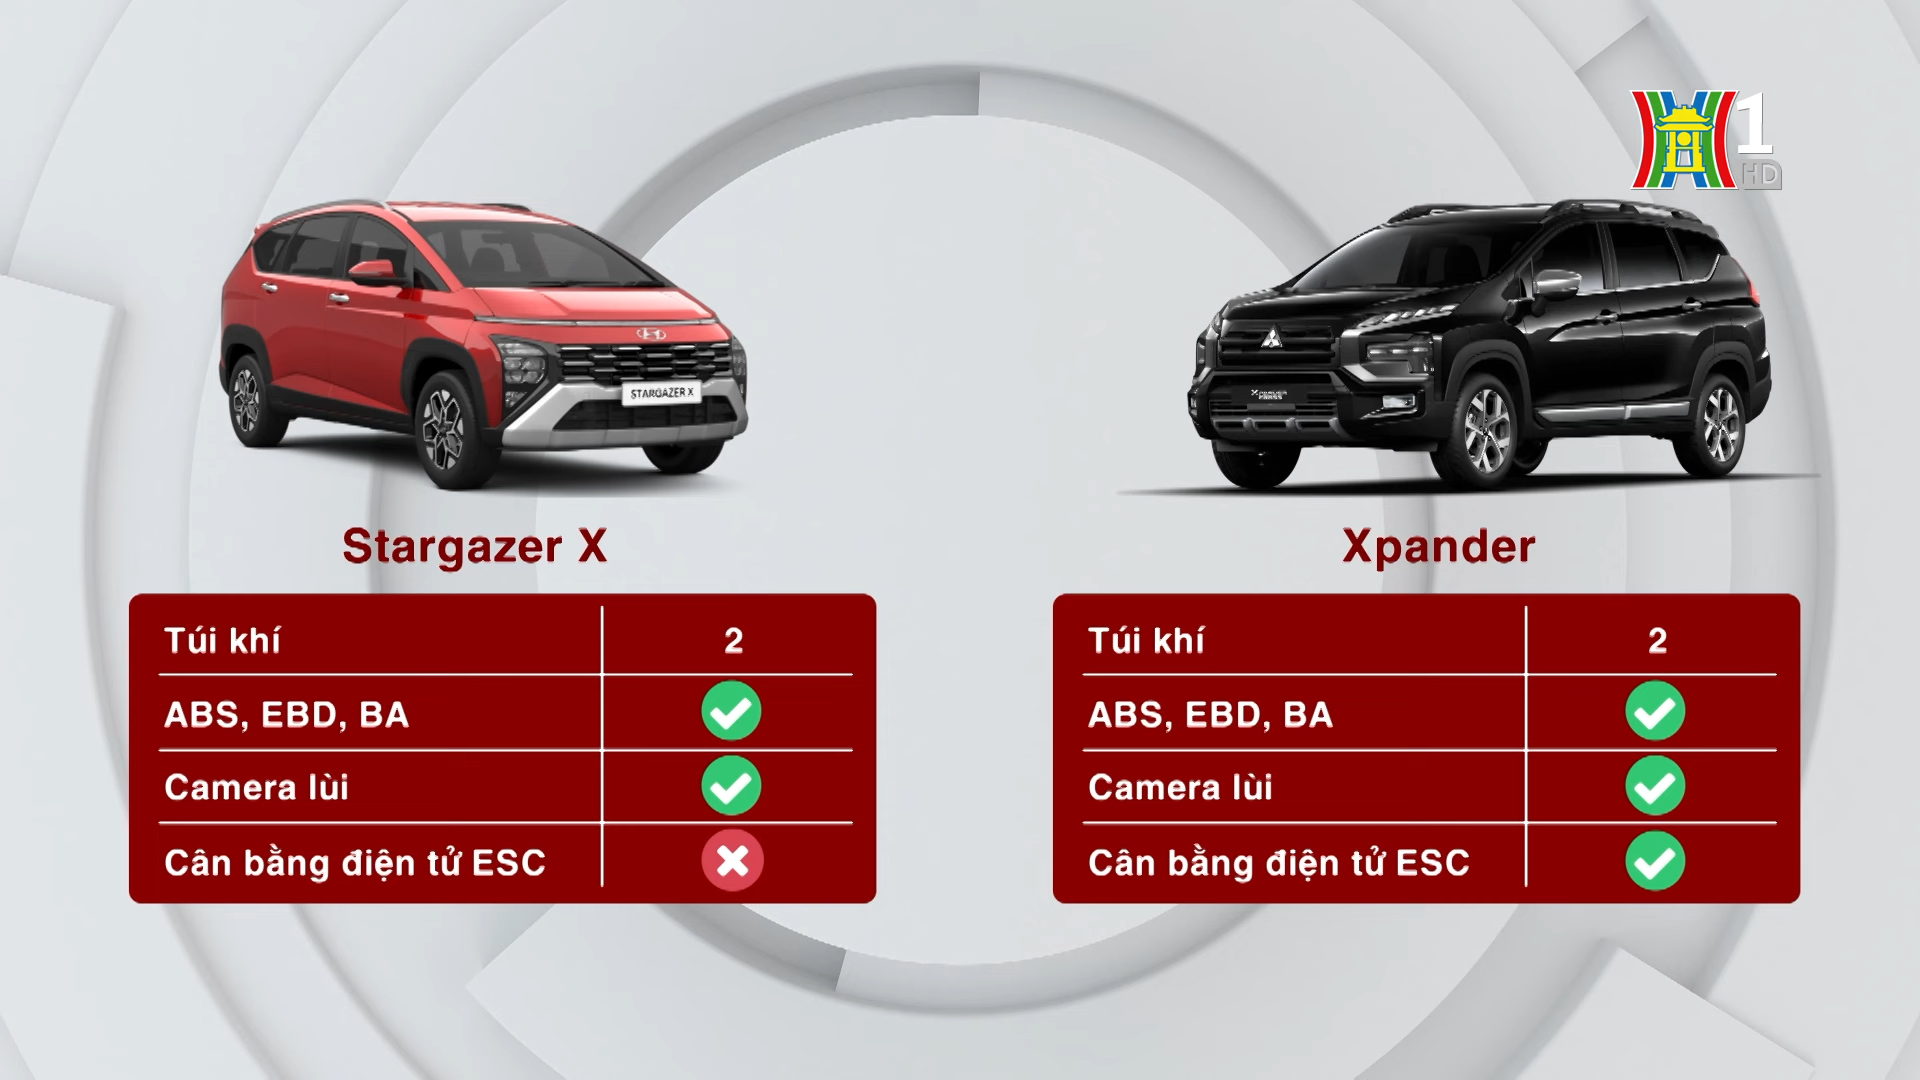 1
HD
STARGAZER X
Stargazer X
Xpander
Túi khí 2
ABS, EBD, BA
Camera lùi
Cân bằng điện tử ESC
Túi khí 2
ABS, EBD, BA
Camera lùi
Cân bằng điện tử ESC